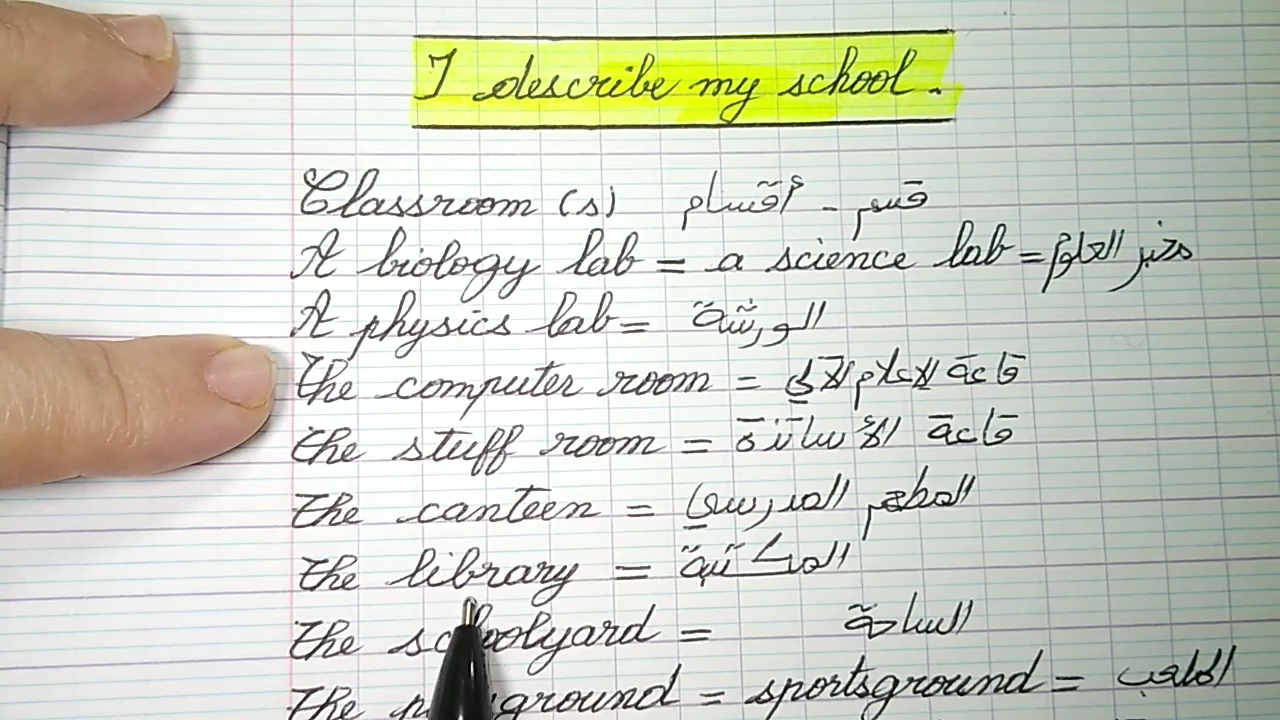 I describe my school.
Classroom (s) قسم - أقسام
A biology lab = a science lab = مخبر العلوم
A physics lab = الورشة
The computer room = قاعة الإعلام الآلي
The stuff room = قاعة الأساتذة
The canteen = المطعم المدرسي
The library = المكتبة
The schoolyard = الساحة
The = sportsground = الملعب